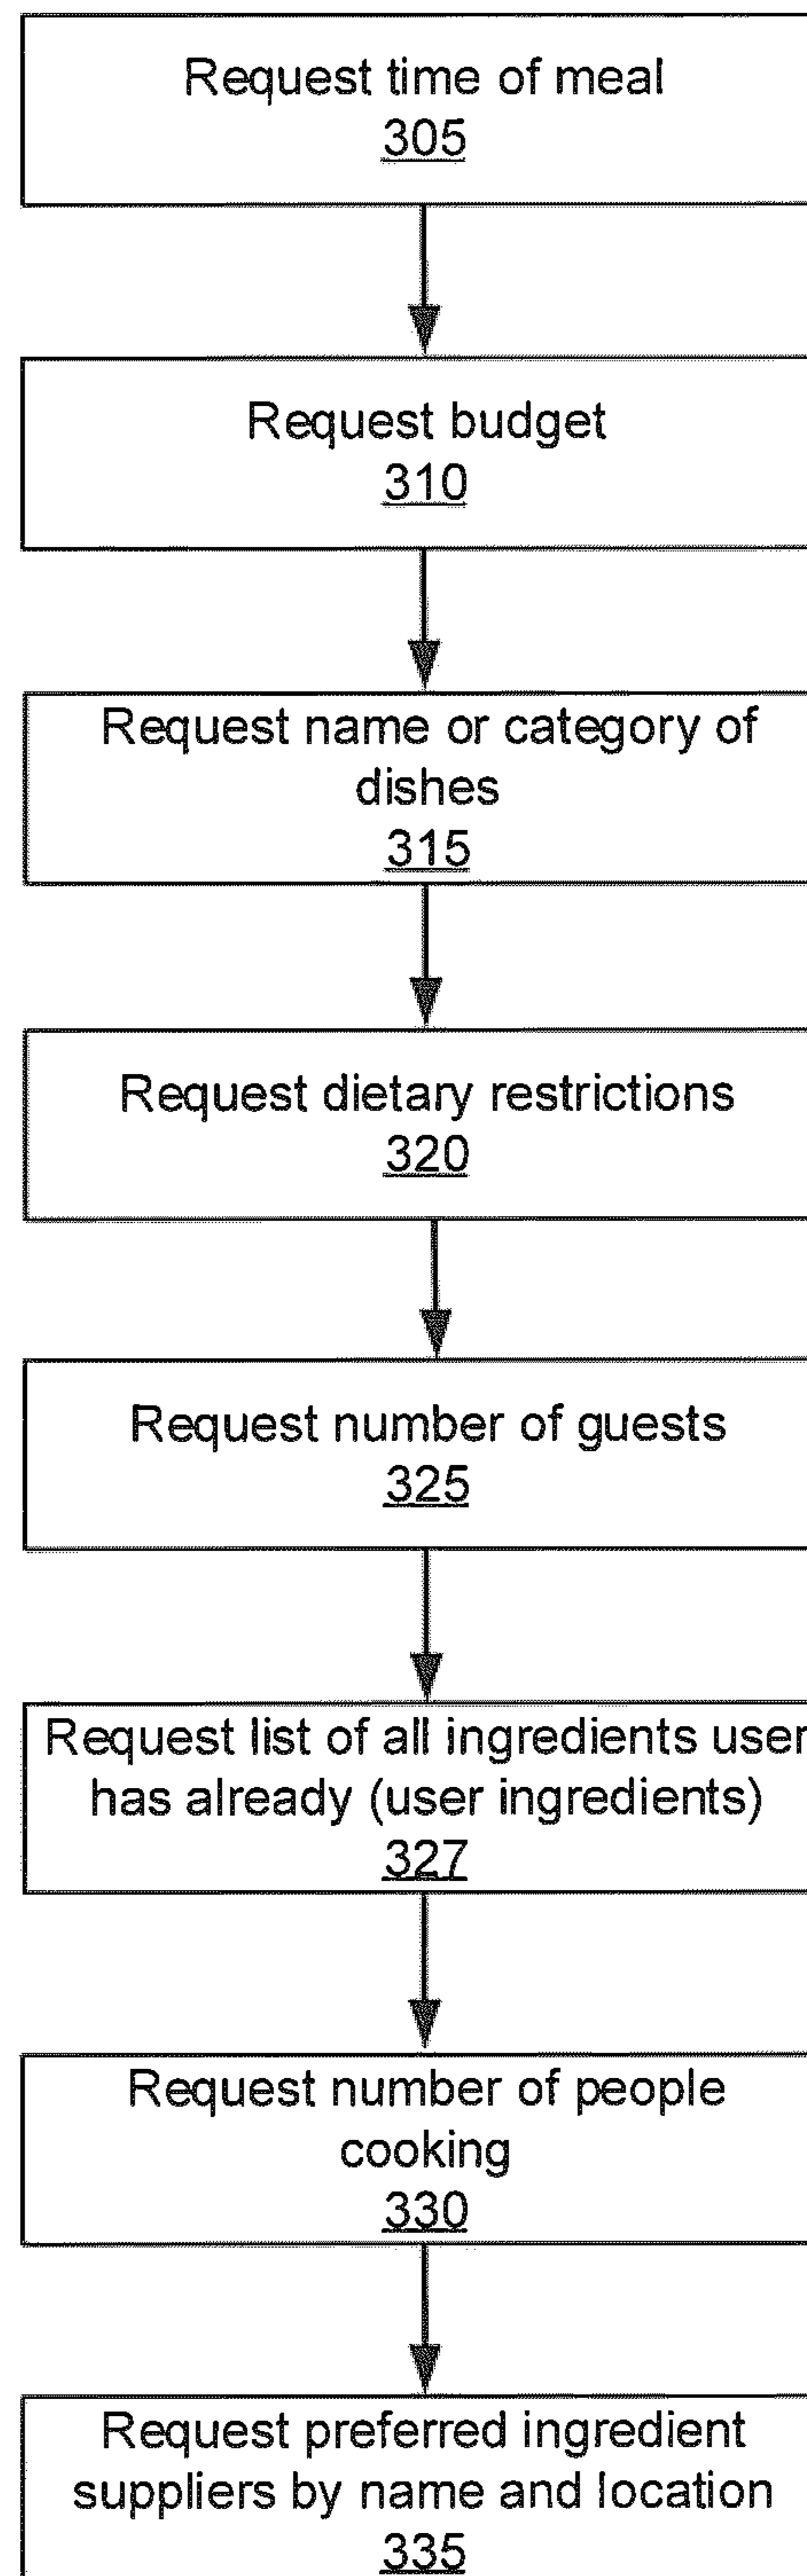 Request time of meal
305
Request budget
310
Request name or category of
dishes
315
Request dietary restrictions
320
Request number of guests
325
Request list of all ingredients user
has already (user ingredients)
327
Request number of people
cooking
330
Request preferred ingredient
suppliers by name and location
335